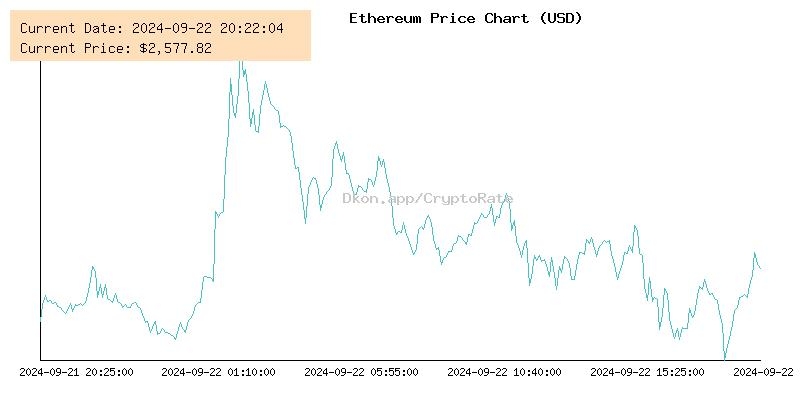 Ethereum Price Chart (USD)
Current Date: 2024-09-22 20:22:04
Current Price: $2,577.82
Dkon.app/CryptoRate
2024-09-21 20:25:00 2024-09-22 01:10:00 2024-09-22 05:55:00 2024-09-22 10:40:00 2024-09-22 15:25:00 2024-09-22